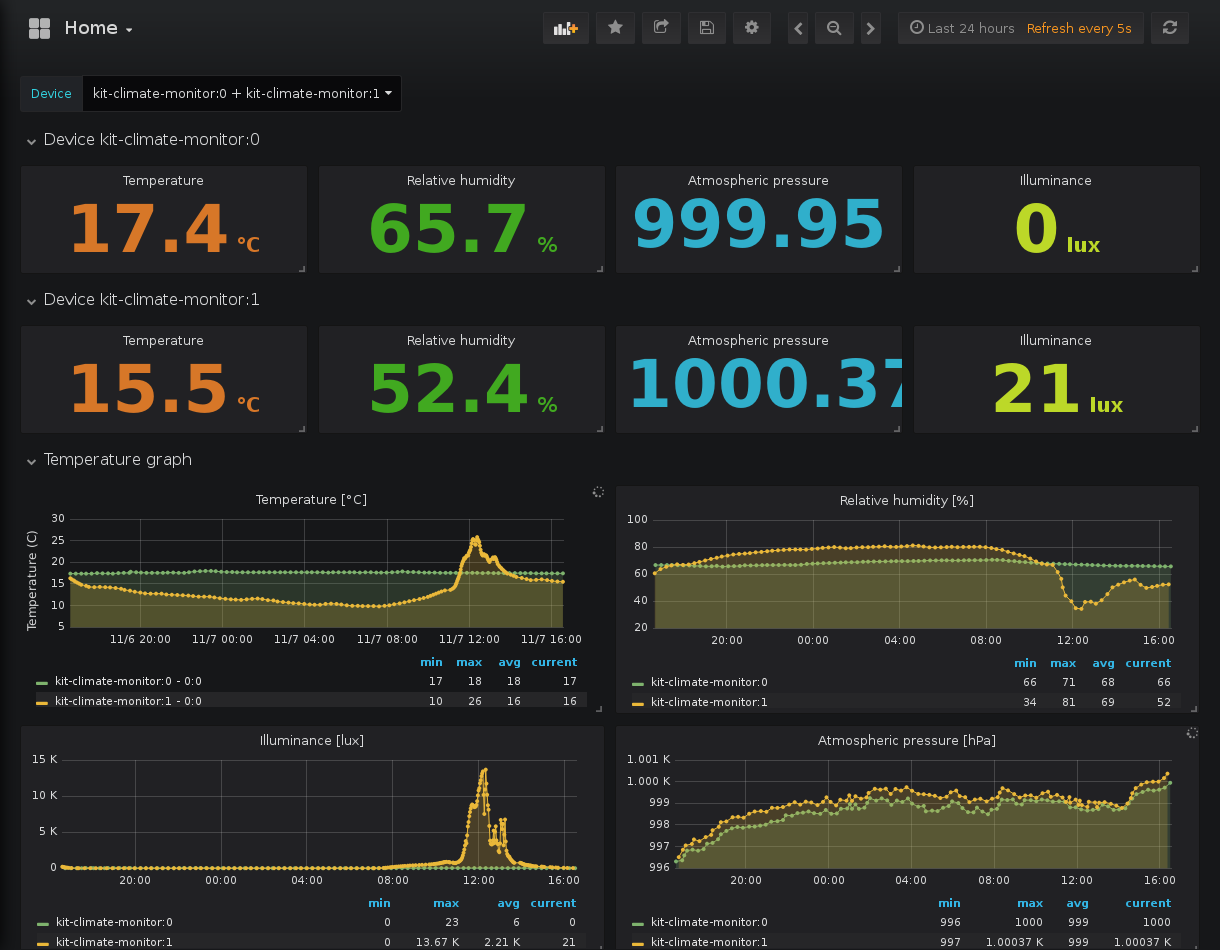 Home
Last 24 hours Refresh every 5s
Device kit-climate-monitor:0 + kit-climate-monitor:1
Device kit-climate-monitor:0
Temperature Relative humidity Atmospheric pressure Illuminance
17.4 °C 65.7 % 999.95 0 lux
Device kit-climate-monitor:1
Temperature Relative humidity Atmospheric pressure Illuminance
15.5 °C 52.4 % 1000.37 21 lux
Temperature graph
Temperature [°C]
Temperature (C)
30
25
20
15
10
5
11/6 20:00 11/7 00:00 11/7 04:00 11/7 08:00 11/7 12:00 11/7 16:00
min max avg current
kit-climate-monitor:0 - 0:0 17 18 18 17
kit-climate-monitor:1 - 0:0 10 26 16 16
Relative humidity [%]
100
80
60
40
20
20:00 00:00 04:00 08:00 12:00 16:00
min max avg current
kit-climate-monitor:0 66 71 68 66
kit-climate-monitor:1 34 81 69 52
Illuminance [lux]
15 K
10 K
5 K
0
20:00 00:00 04:00 08:00 12:00 16:00
min max avg current
kit-climate-monitor:0 0 23 6 0
kit-climate-monitor:1 0 13.67 K 2.21 K 21
Atmospheric pressure [hPa]
1.001 K
1.000 K
999
998
997
996
20:00 00:00 04:00 08:00 12:00 16:00
min max avg current
kit-climate-monitor:0 996 1000 999 1000
kit-climate-monitor:1 997 1.00037 K 999 1.00037 K